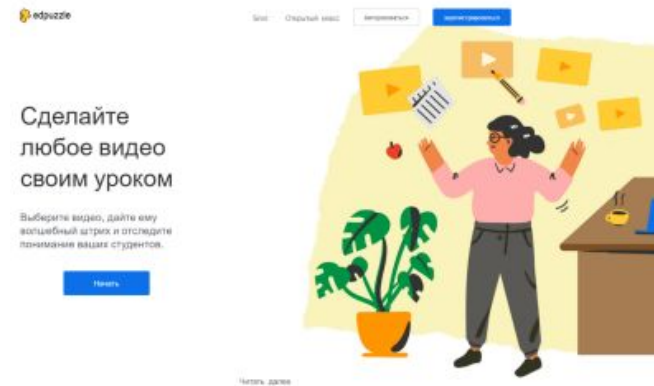 edpuzzle
Блог Открытый класс Авторизоваться Зарегистрироваться
Сделайте
любое видео
своим уроком
Выберите видео, дайте ему
волшебный штрих и отследите
понимание ваших студентов.
Начать
Читать далее